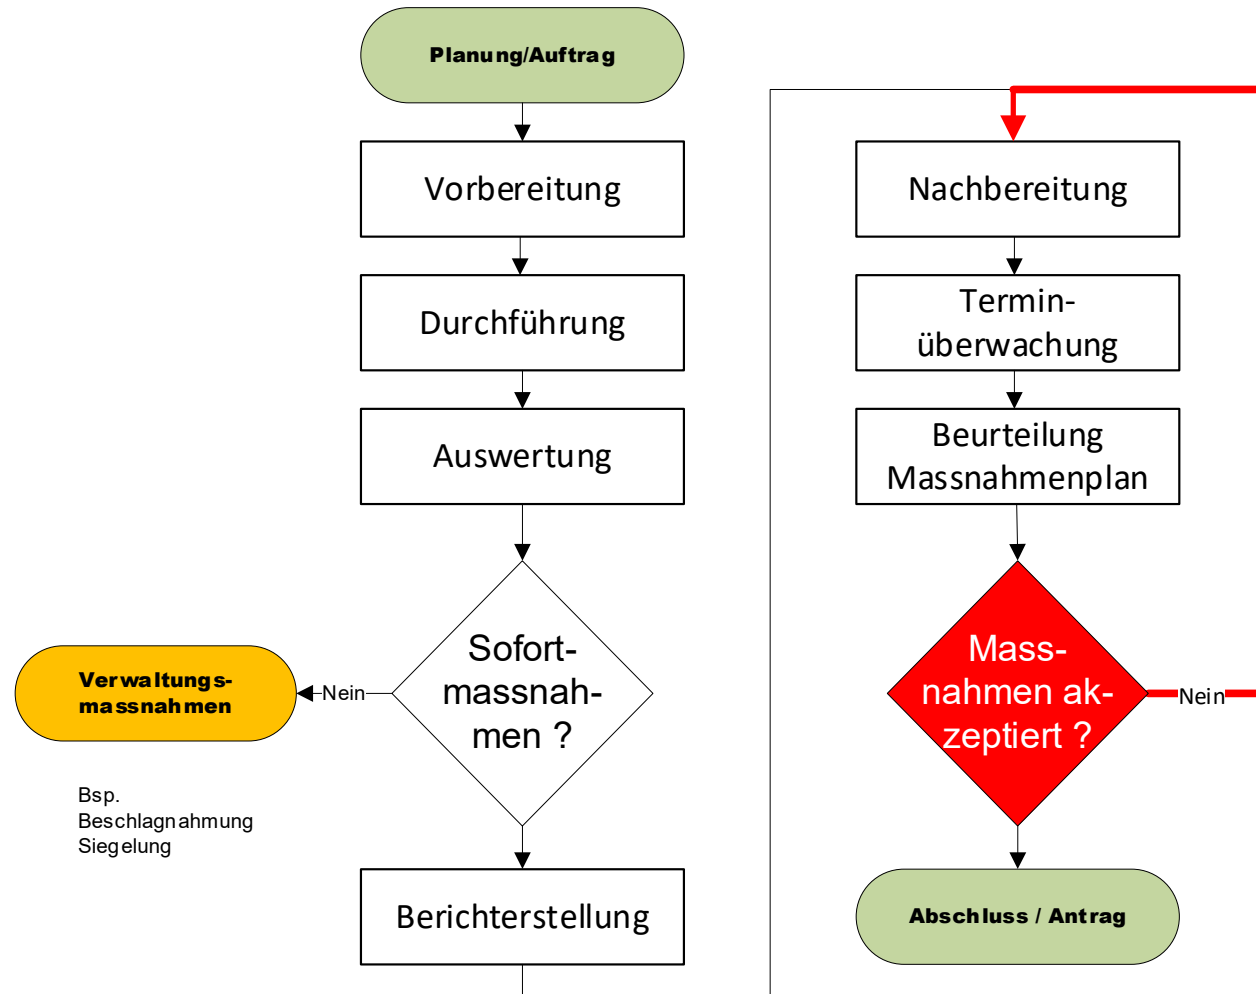 Planung/Auftrag
Vorbereitung
Durchführung
Auswertung
Sofort-
massnah-
men ?
Nein
Verwaltungs-
massnahmen
Bsp.
Beschlagnahmung
Siegelung
Berichterstellung
Nachbereitung
Termin-
überwachung
Beurteilung
Massnahmenplan
Mass-
nahmen ak-
zeptiert ?
Nein
Abschluss / Antrag